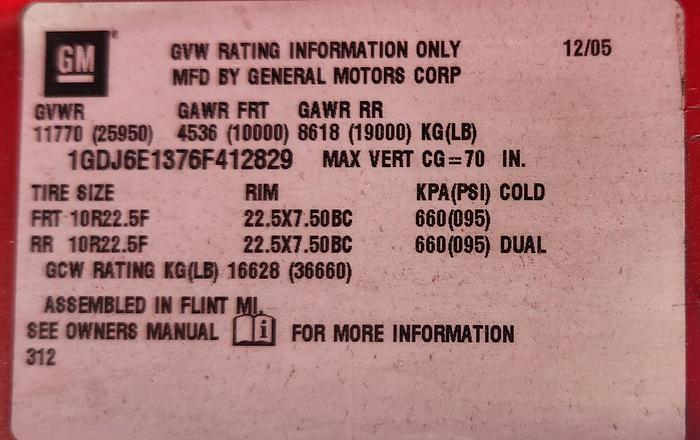 GM ® GVW RATING INFORMATION ONLY 12/05
MFD BY GENERAL MOTORS CORP
GVWR GAWR FRT GAWR RR
11770 (25950) 4536 (10000) 8618 (19000) KG(LB)
1GDJ6E1376F412829 MAX VERT CG=70 IN.
TIRE SIZE RIM KPA(PSI) COLD
FRT 10R22.5F 22.5X7.50BC 660(095)
RR 10R22.5F 22.5X7.50BC 660(095) DUAL
GCW RATING KG(LB) 16628 (36660)
ASSEMBLED IN FLINT MI.
SEE OWNERS MANUAL i FOR MORE INFORMATION
312